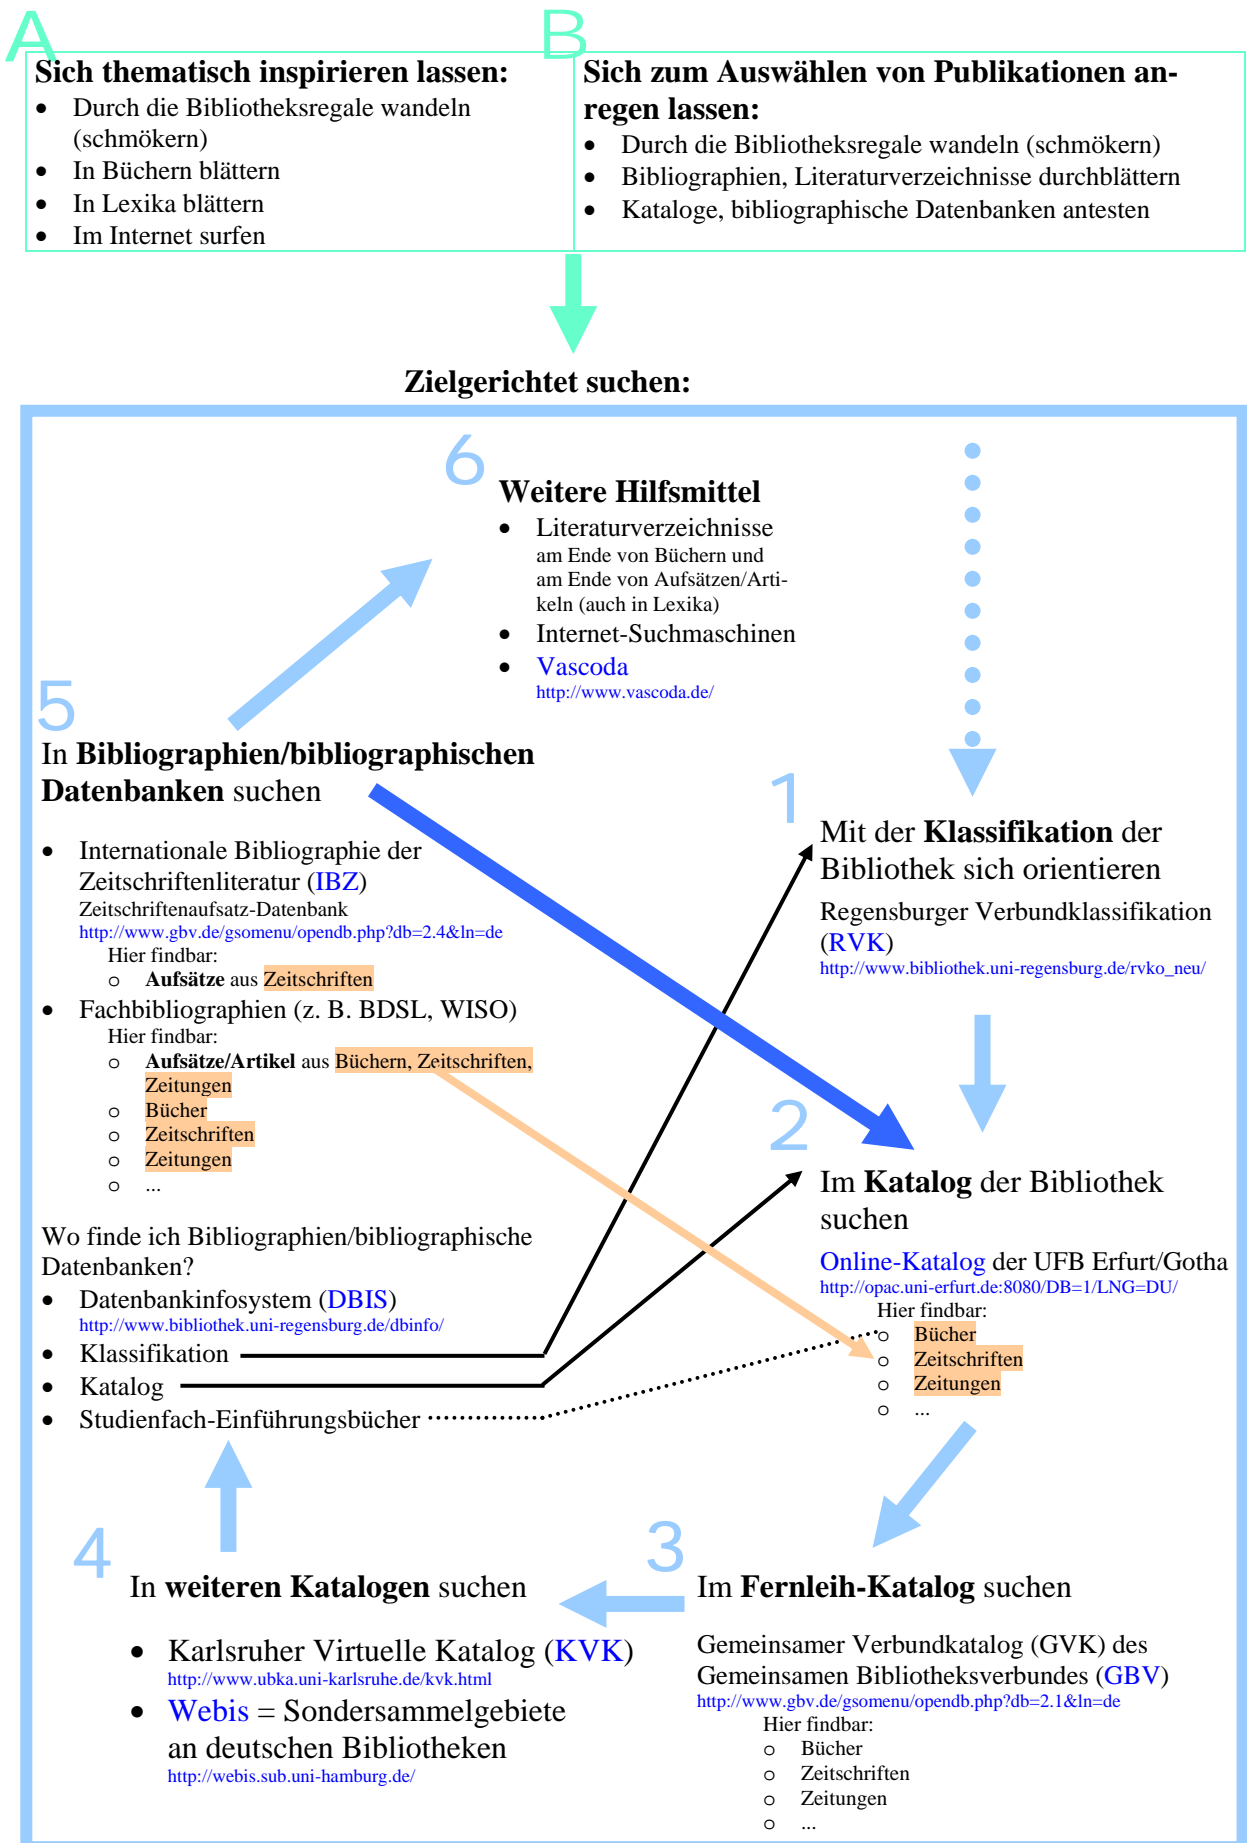 A
Sich thematisch inspirieren lassen:
• Durch die Bibliotheksregale wandeln
(schmökern)
• In Büchern blättern
• In Lexika blättern
• Im Internet surfen
B
Sich zum Auswählen von Publikationen an-
regen lassen:
• Durch die Bibliotheksregale wandeln (schmökern)
• Bibliographien, Literaturverzeichnisse durchblättern
• Kataloge, bibliographische Datenbanken antesten
Zielgerichtet suchen:
6
Weitere Hilfsmittel
• Literaturverzeichnisse
am Ende von Büchern und
am Ende von Aufsätzen/Arti-
keln (auch in Lexika)
• Internet-Suchmaschinen
• Vascoda
http://www.vascoda.de/
5
In Bibliographien/bibliographischen
Datenbanken suchen
• Internationale Bibliographie der
Zeitschriftenliteratur (IBZ)
Zeitschriftenaufsatz-Datenbank
http://www.gbv.de/gsomenu/opendb.php?db=2.4&ln=de
Hier findbar:
o Aufsätze aus Zeitschriften
• Fachbibliographien (z. B. BDSL, WISO)
Hier findbar:
o Aufsätze/Artikel aus Büchern, Zeitschriften,
Zeitungen
o Bücher
o Zeitschriften
o Zeitungen
o ...
Wo finde ich Bibliographien/bibliographische
Datenbanken?
• Datenbankinfosystem (DBIS)
http://www.bibliothek.uni-regensburg.de/dbinfo/
• Klassifikation
• Katalog
• Studienfach-Einführungsbücher
1
Mit der Klassifikation der
Bibliothek sich orientieren
Regensburger Verbundklassifikation
(RVK)
http://www.bibliothek.uni-regensburg.de/rvko_neu/
2
Im Katalog der Bibliothek
suchen
Online-Katalog der UFB Erfurt/Gotha
http://opac.uni-erfurt.de:8080/DB=1/LNG=DU/
Hier findbar:
o Bücher
o Zeitschriften
o Zeitungen
o ...
4
In weiteren Katalogen suchen
• Karlsruher Virtuelle Katalog (KVK)
http://www.ubka.uni-karlsruhe.de/kvk.html
• Webis = Sondersammelgebiete
an deutschen Bibliotheken
http://webis.sub.uni-hamburg.de/
3
Im Fernleih-Katalog suchen
Gemeinsamer Verbundkatalog (GVK) des
Gemeinsamen Bibliotheksverbundes (GBV)
http://www.gbv.de/gsomenu/opendb.php?db=2.1&ln=de
Hier findbar:
o Bücher
o Zeitschriften
o Zeitungen
o ...